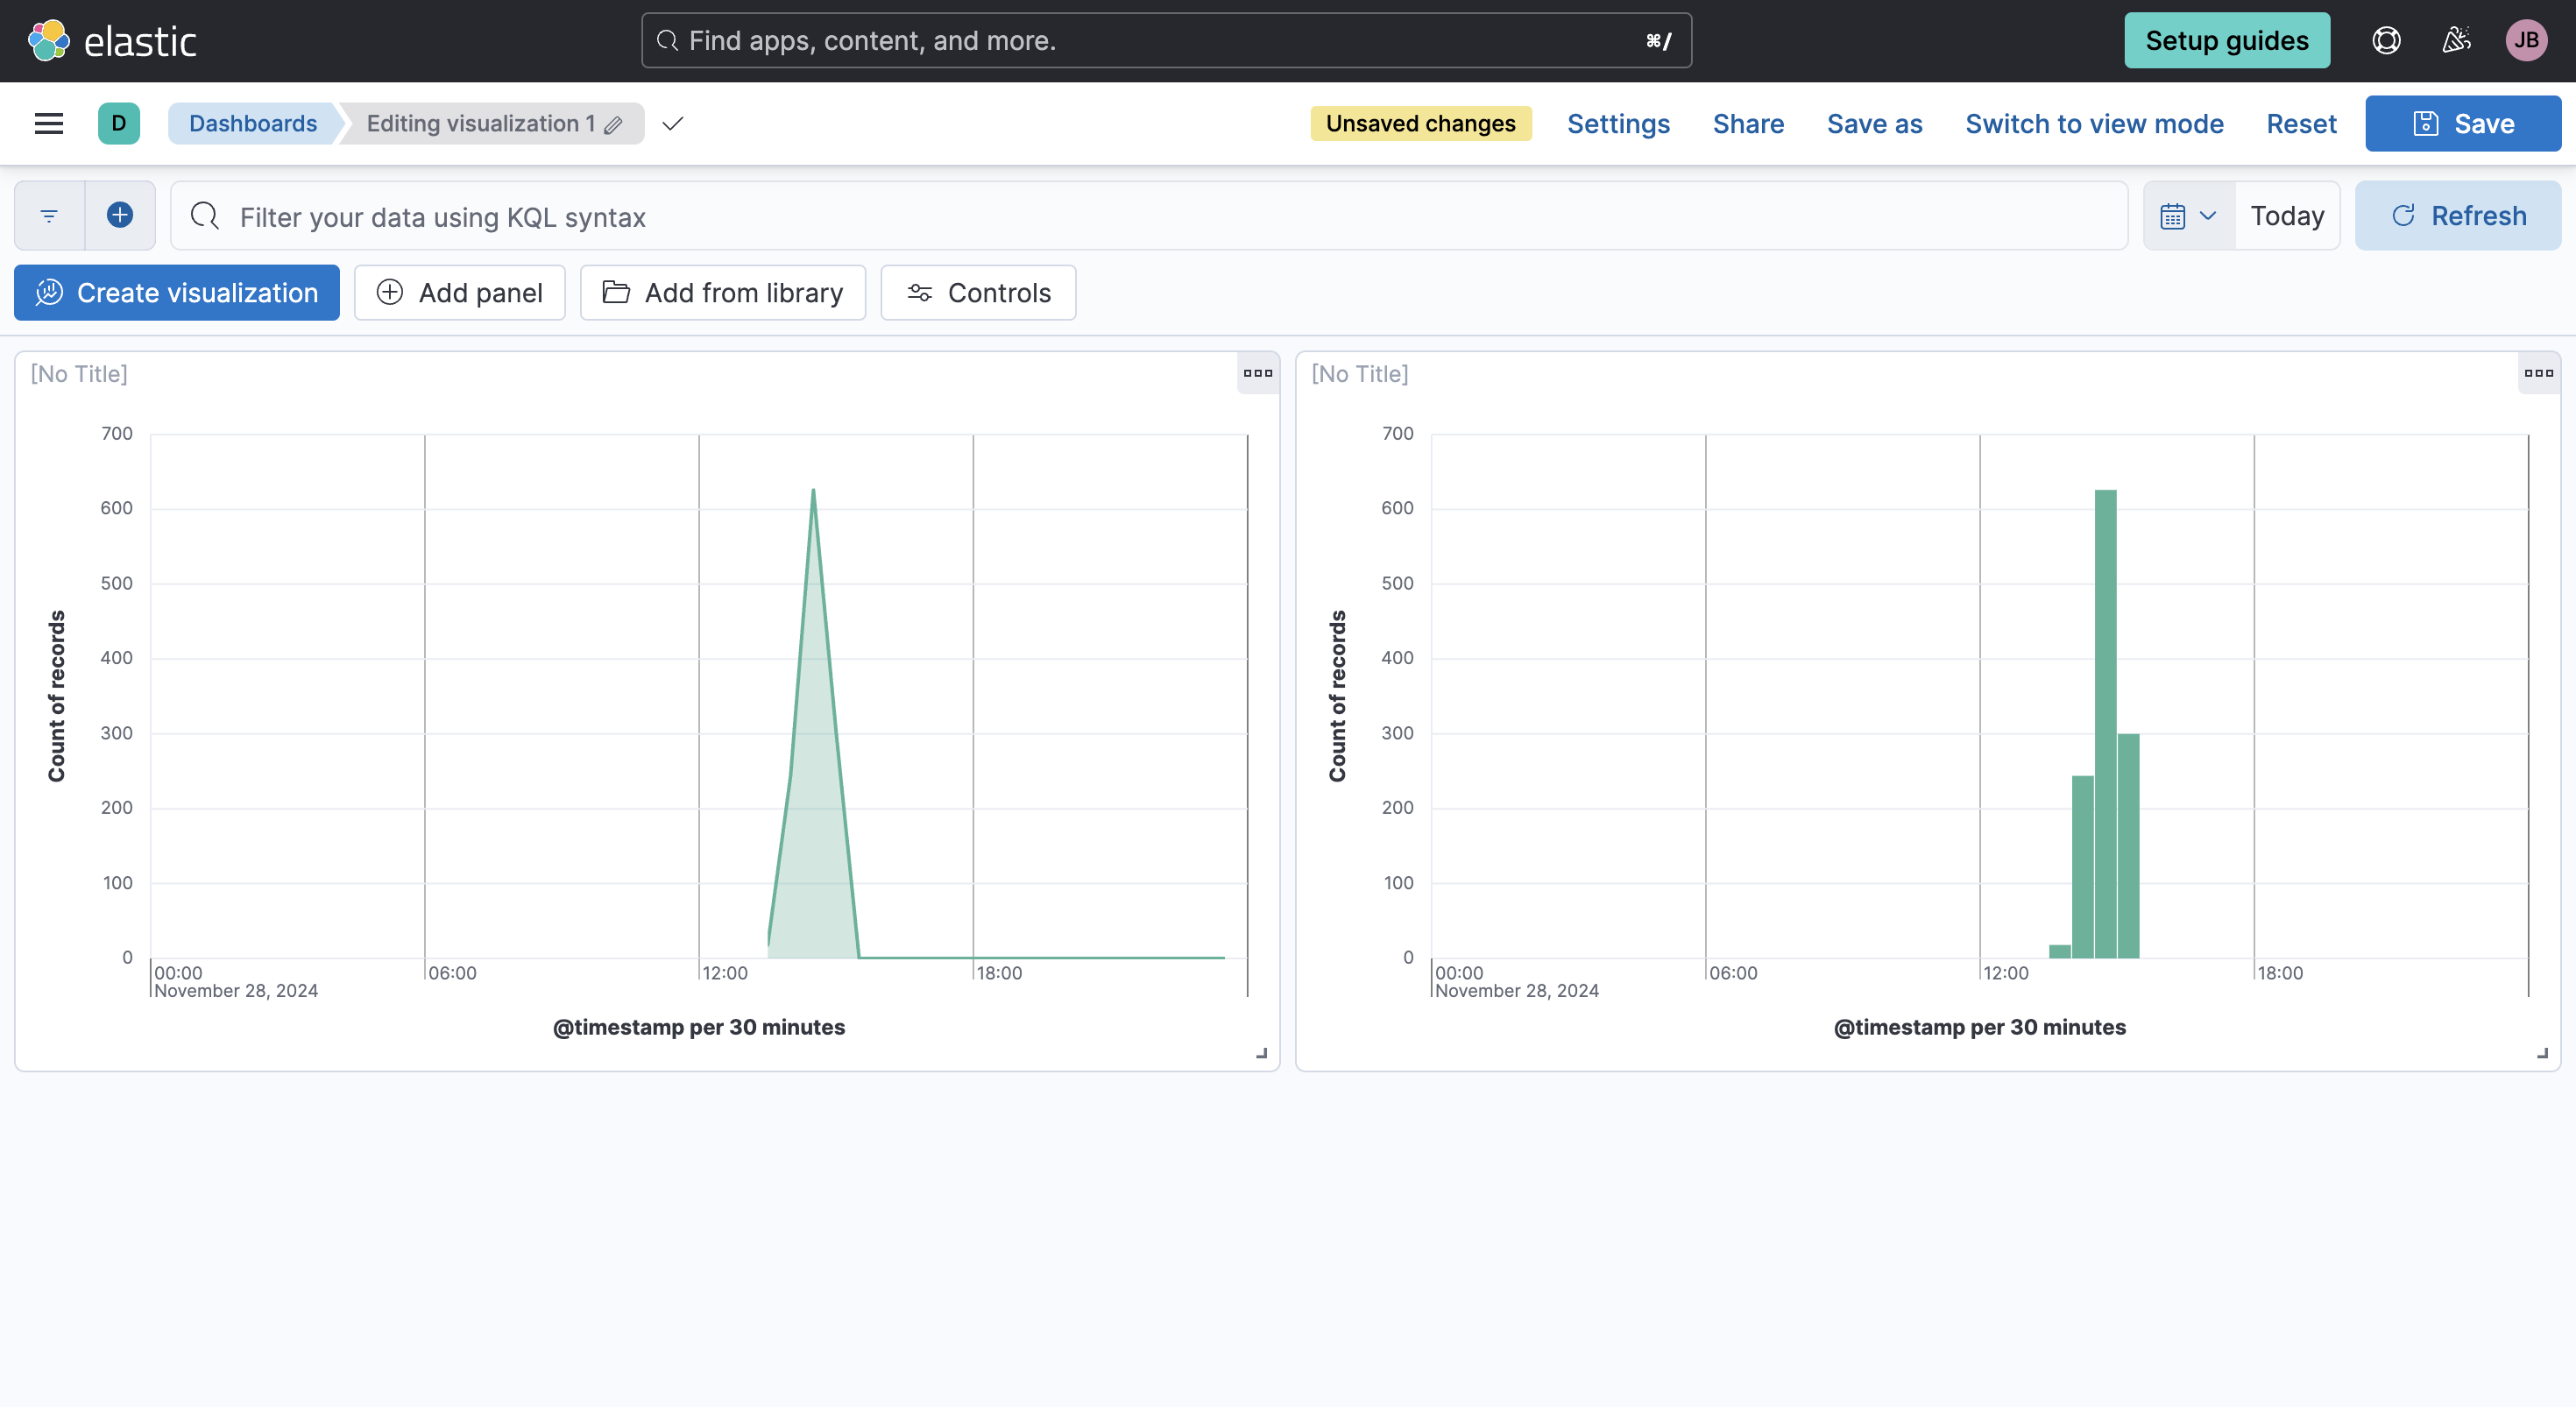 elastic
Find apps, content, and more. ⌘/
Setup guides
JB
D Dashboards Editing visualization 1
Unsaved changes Settings Share Save as Switch to view mode Reset Save
Filter your data using KQL syntax
Today
Refresh
Create visualization Add panel Add from library Controls
[No Title]
700
600
500
400
300
200
100
0
Count of records
00:00 06:00 12:00 18:00
November 28, 2024
@timestamp per 30 minutes
[No Title]
700
600
500
400
300
200
100
0
Count of records
00:00 06:00 12:00 18:00
November 28, 2024
@timestamp per 30 minutes